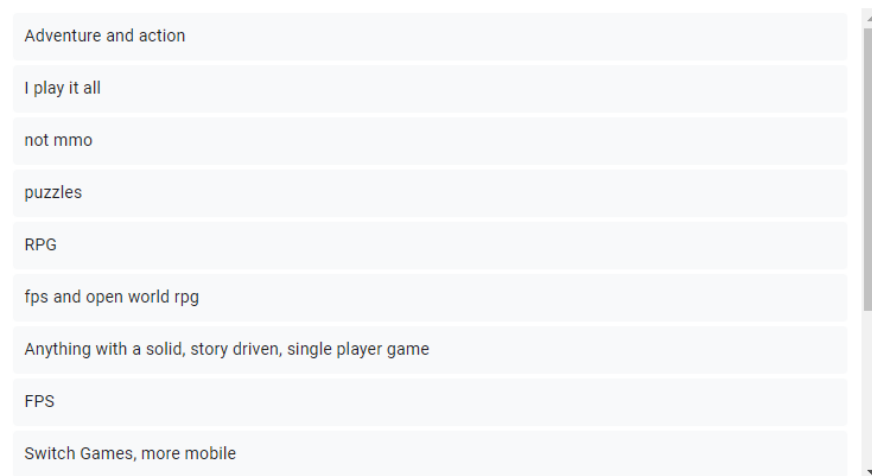 Adventure and action
I play it all
not mmo
puzzles
RPG
fps and open world rpg
Anything with a solid, story driven, single player game
FPS
Switch Games, more mobile